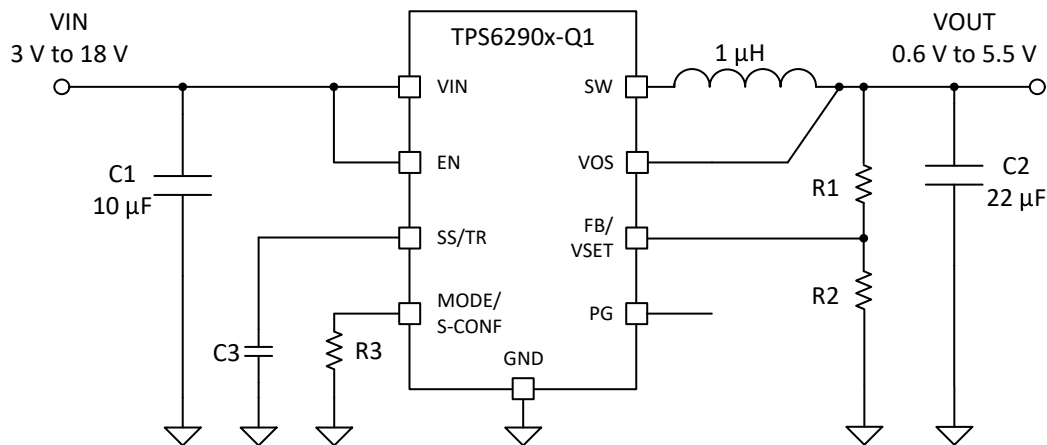 VIN
3 V to 18 V
TPS6290x-Q1
VOUT
0.6 V to 5.5 V
1 µH
VIN
SW
EN
VOS
C1
10 µF
R1
C2
22 µF
SS/TR
FB/
VSET
R2
MODE/
S-CONF
PG
C3
R3
GND